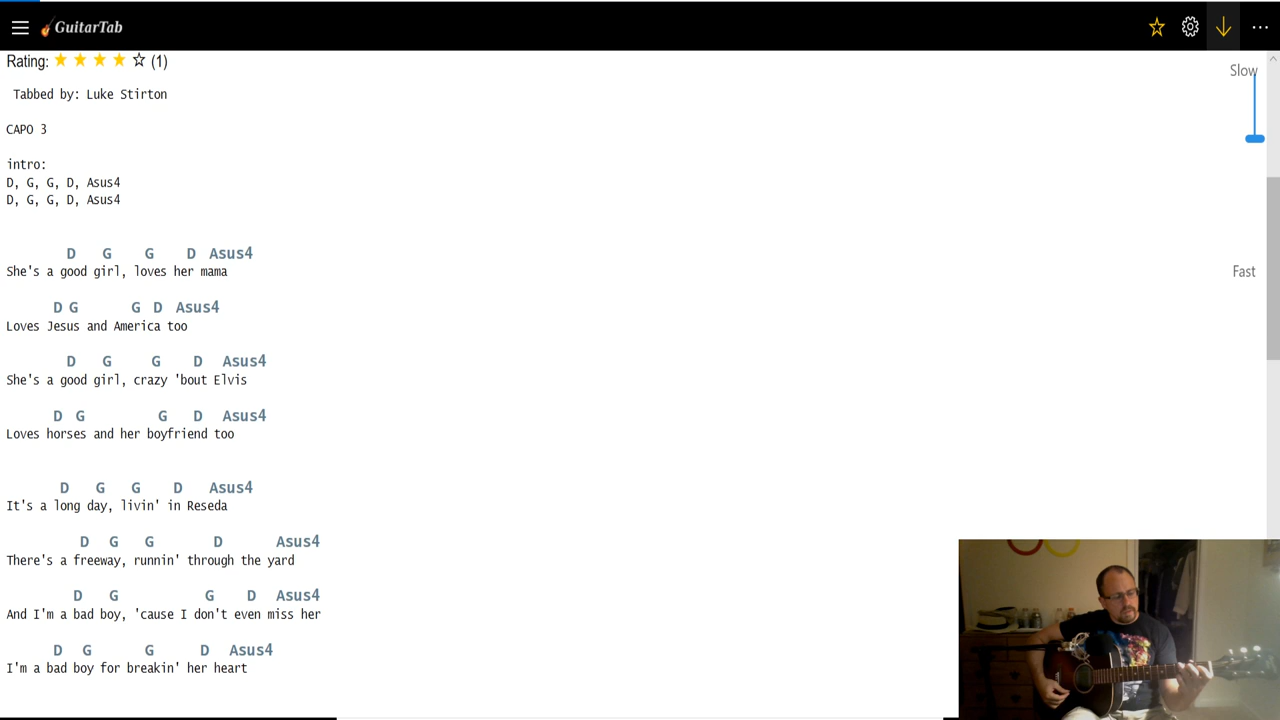 GuitarTab
Slow
Rating: (1)
Tabbed by: Luke Stirton
CAPO 3
intro:
D, G, G, D, Asus4
D, G, G, D, Asus4
D G G D Asus4
She's a good girl, loves her mama
Fast
D G G D Asus4
Loves Jesus and America too
D G G D Asus4
She's a good girl, crazy 'bout Elvis
D G G D Asus4
Loves horses and her boyfriend too
D G G D Asus4
It's a long day, livin' in Reseda
D G G D Asus4
There's a freeway, runnin' through the yard
D G G D Asus4
And I'm a bad boy, 'cause I don't even miss her
D G G D Asus4
I'm a bad boy for breakin' her heart